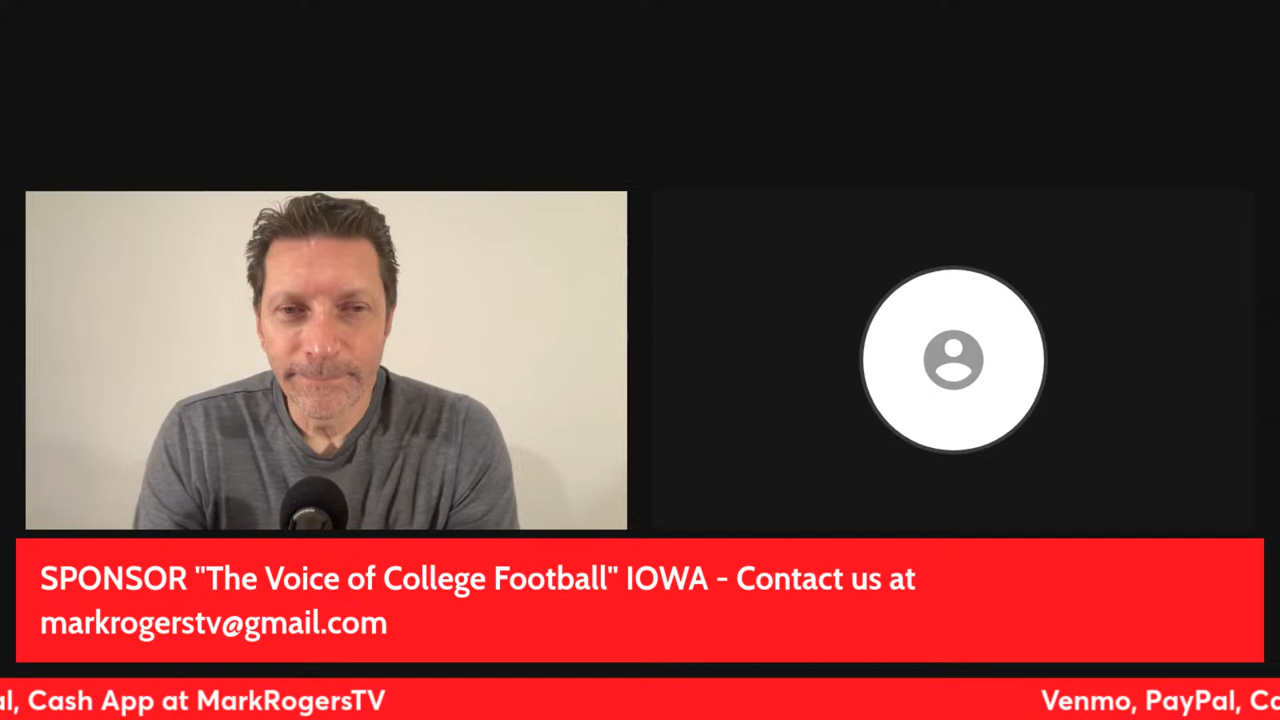 SPONSOR "The Voice of College Football" IOWA - Contact us at
markrogerstv@gmail.com
al, Cash App at MarkRogersTV
Venmo, PayPal, Ca